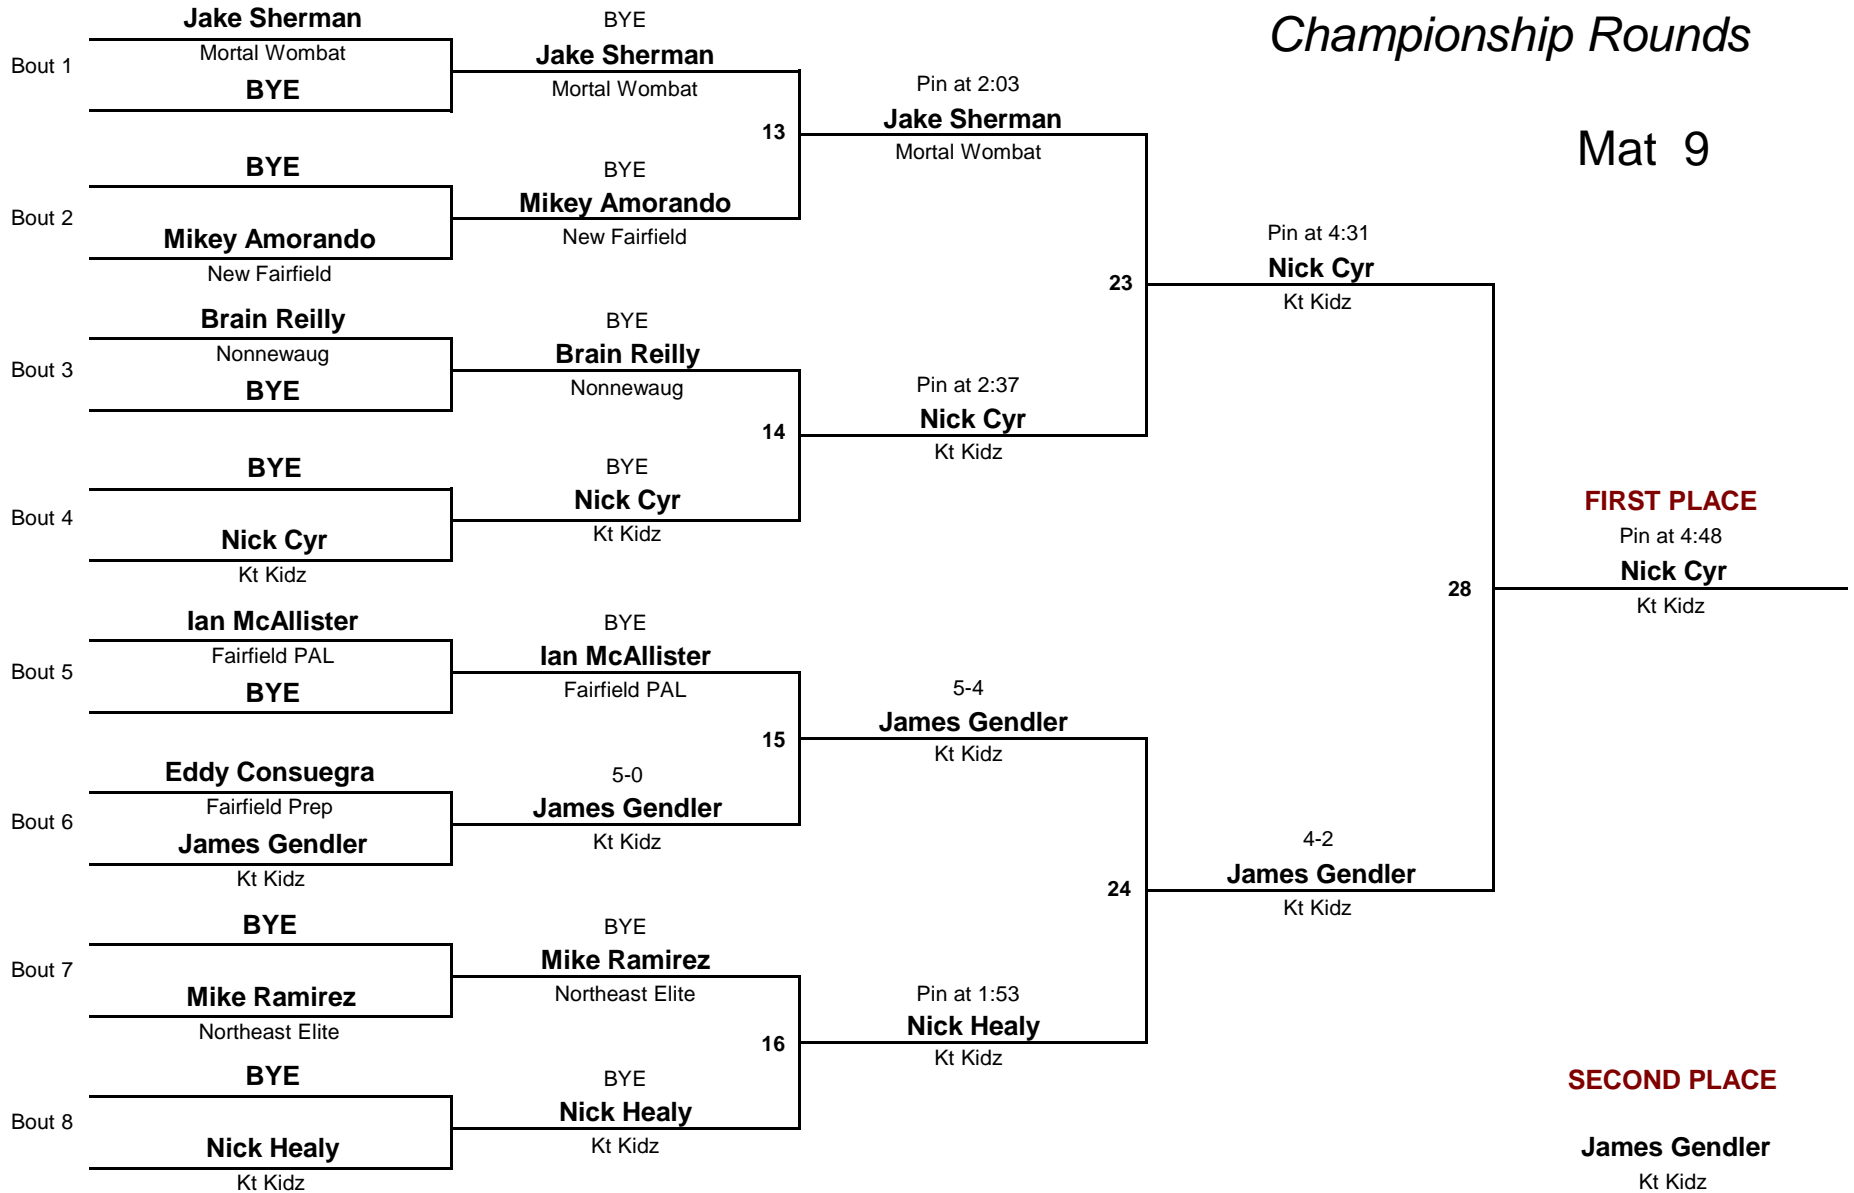 Championship Rounds
Mat 9
Bout 1
Jake Sherman
Mortal Wombat
BYE
Bout 2
BYE
Mikey Amorando
New Fairfield
Bout 3
Brain Reilly
Nonnewaug
BYE
Bout 4
BYE
Nick Cyr
Kt Kidz
Bout 5
Ian McAllister
Fairfield PAL
BYE
Bout 6
Eddy Consuegra
Fairfield Prep
James Gendler
Kt Kidz
Bout 7
BYE
Mike Ramirez
Northeast Elite
Bout 8
BYE
Nick Healy
Kt Kidz
BYE
Jake Sherman
Mortal Wombat
13
BYE
Mikey Amorando
New Fairfield
BYE
Brain Reilly
Nonnewaug
14
BYE
Nick Cyr
Kt Kidz
BYE
Ian McAllister
Fairfield PAL
15
5-0
James Gendler
Kt Kidz
BYE
Mike Ramirez
Northeast Elite
16
BYE
Nick Healy
Kt Kidz
Pin at 2:03
Jake Sherman
Mortal Wombat
23
Pin at 2:37
Nick Cyr
Kt Kidz
5-4
James Gendler
Kt Kidz
24
Pin at 1:53
Nick Healy
Kt Kidz
Pin at 4:31
Nick Cyr
Kt Kidz
28
4-2
James Gendler
Kt Kidz
FIRST PLACE
Pin at 4:48
Nick Cyr
Kt Kidz
SECOND PLACE
James Gendler
Kt Kidz